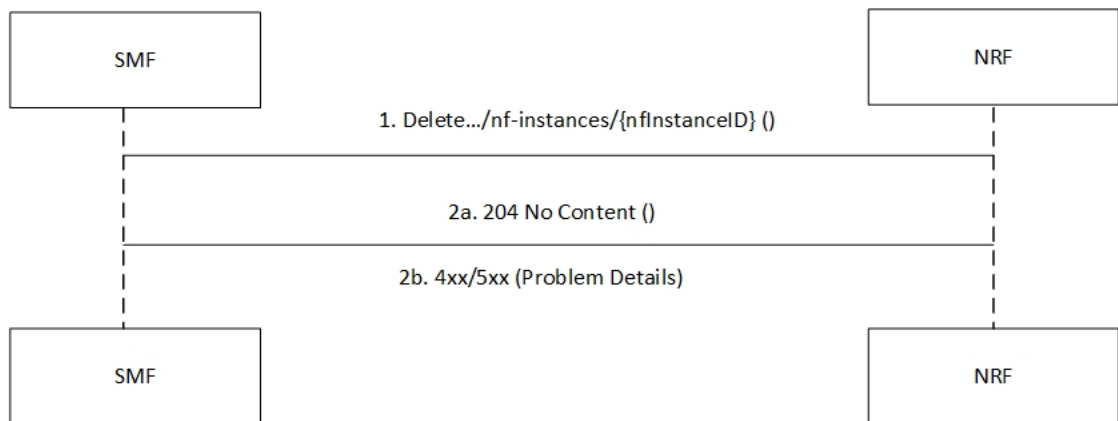 SMF
NRF
1. Delete.../nf-instances/{nfInstanceID} ()
2a. 204 No Content ()
2b. 4xx/5xx (Problem Details)
SMF
NRF